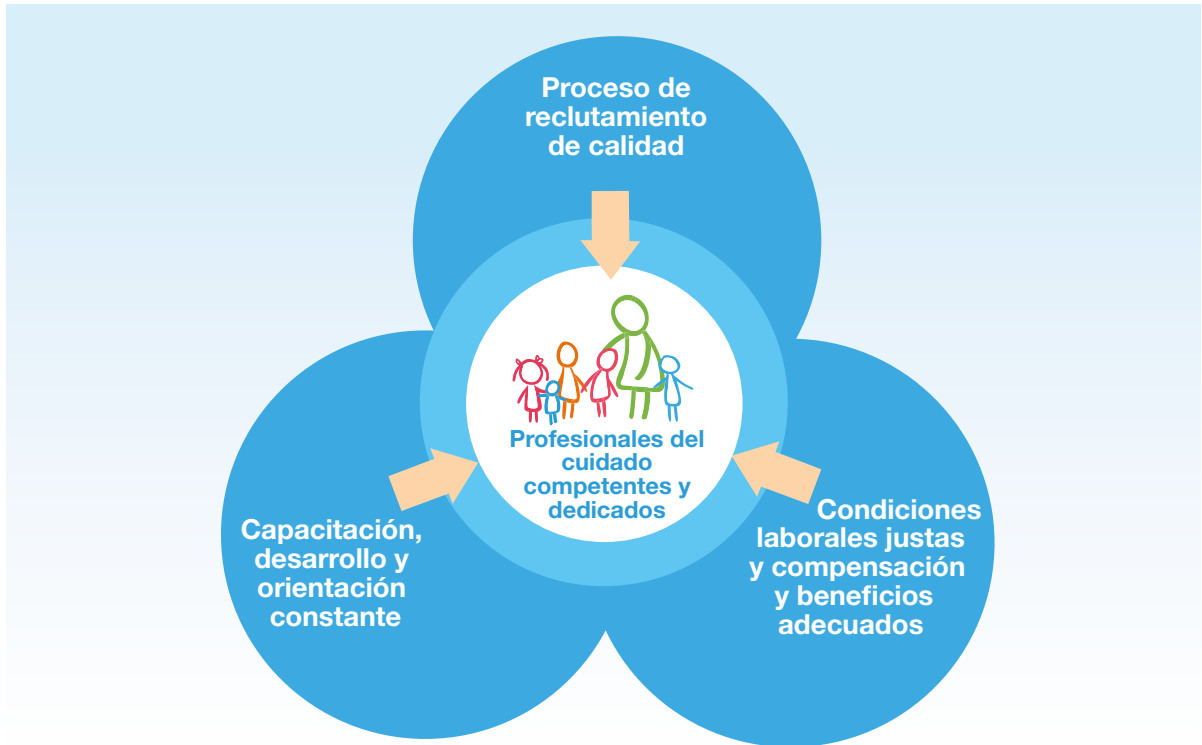 Proceso de
reclutamiento
de calidad
Profesionales del
cuidado
competentes y
dedicados
Capacitación,
desarrollo y
orientación
constante
Condiciones
laborales justas
y compensación
y beneficios
adecuados